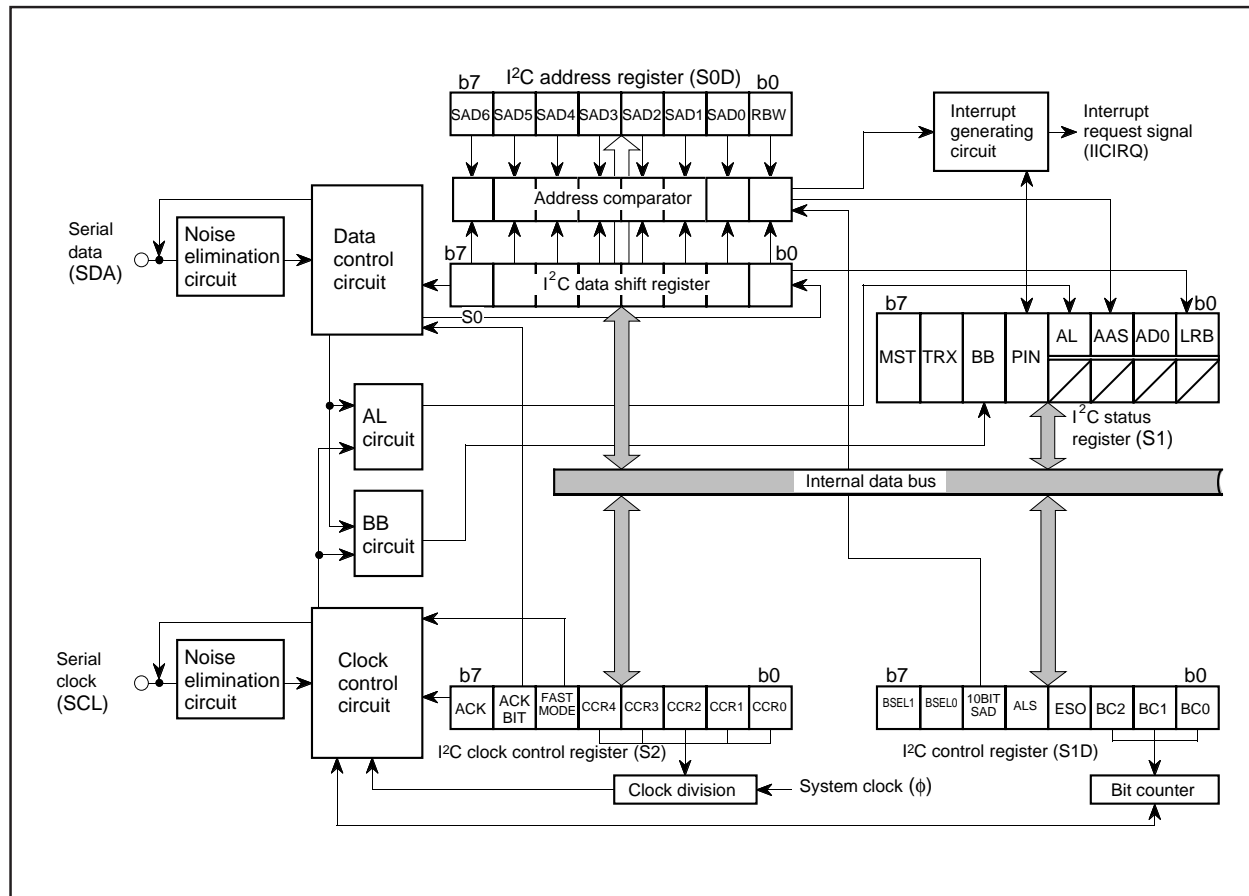 I²C address register (S0D)
b7 b0
SAD6 SAD5 SAD4 SAD3 SAD2 SAD1 SAD0 RBW
Interrupt
generating
circuit
Interrupt
request signal
(IICIRQ)
Address comparator
Serial
data
(SDA)
Noise
elimination
circuit
Data
control
circuit
b7 b0
I²C data shift register
S0
b7 b0
MST TRX BB PIN AL AAS AD0 LRB
I²C status
register (S1)
AL
circuit
Internal data bus
BB
circuit
Serial
clock
(SCL)
Noise
elimination
circuit
Clock
control
circuit
b7 b0
ACK ACK BIT FAST MODE CCR4 CCR3 CCR2 CCR1 CCR0
I²C clock control register (S2)
b7 b0
BSEL1 BSEL0 10BIT SAD ALS ESO BC2 BC1 BC0
I²C control register (S1D)
Clock division
System clock (ϕ)
Bit counter